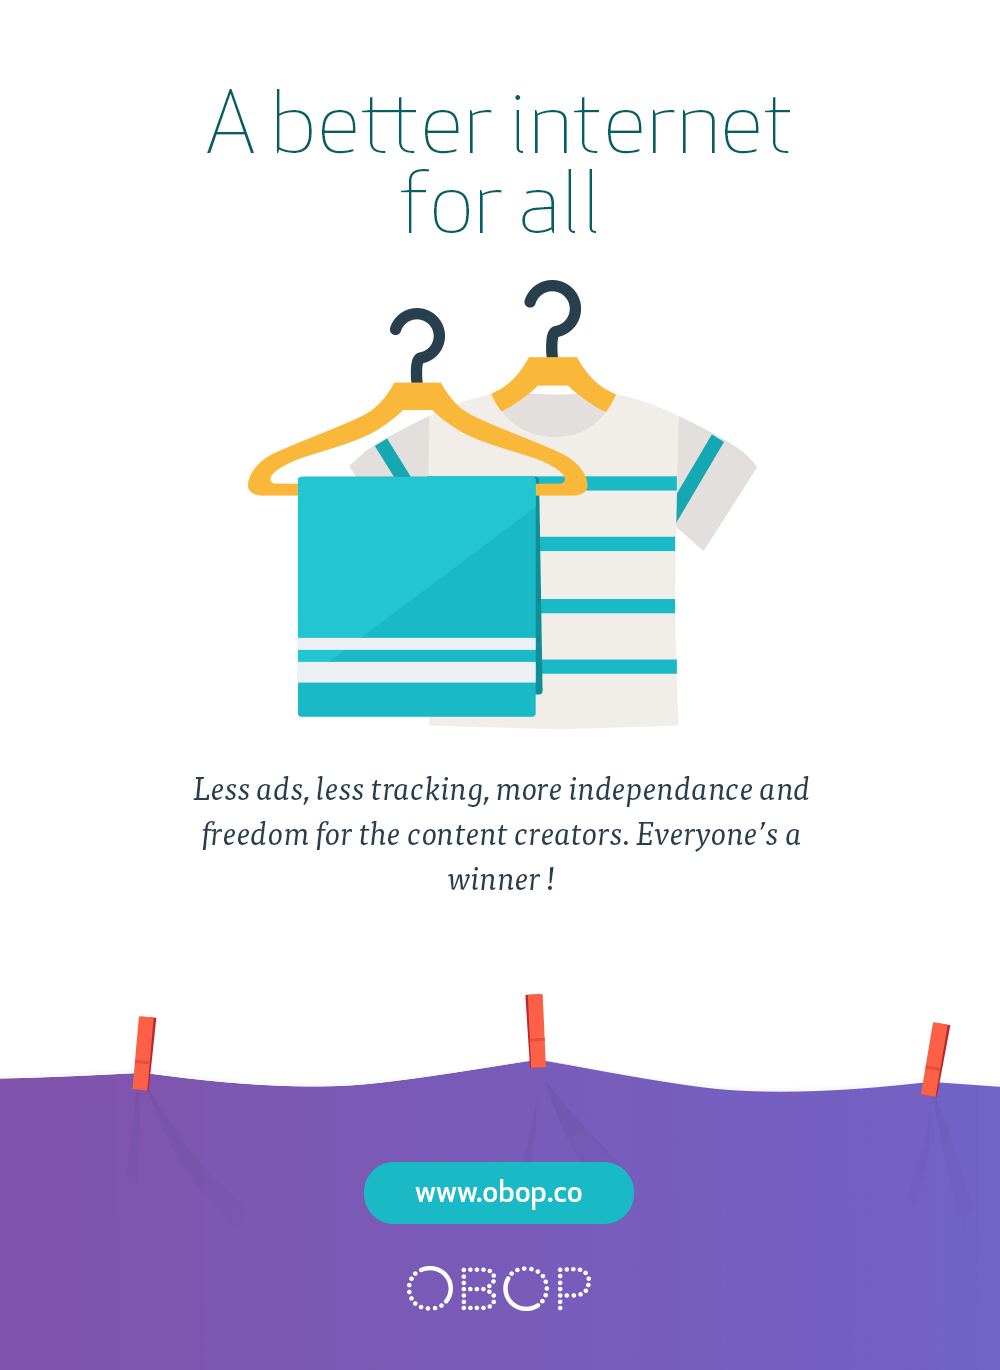 A better internet
for all
Less ads, less tracking, more independance and
freedom for the content creators. Everyone’s a
winner !
www.obop.co
OBOP